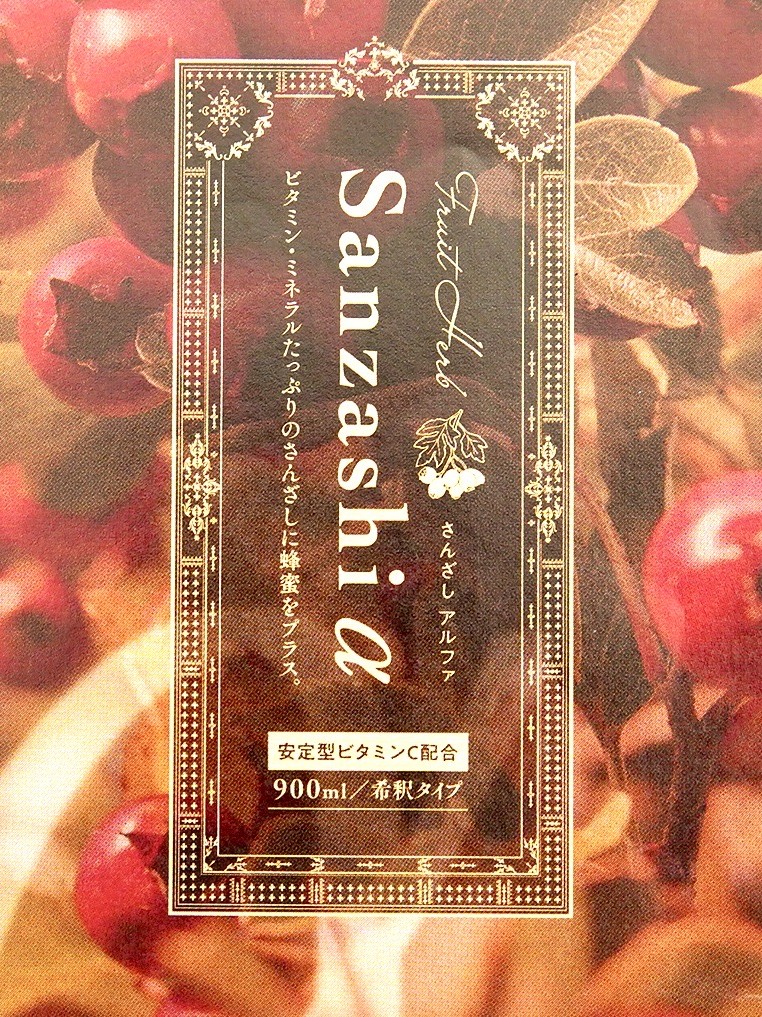 Fruit Herb
さんざし アルファ
Sanzashi α
ビタミン・ミネラルたっぷりのさんざしに蜂蜜をプラス。
安定型ビタミンC配合
900ml／希釈タイプ